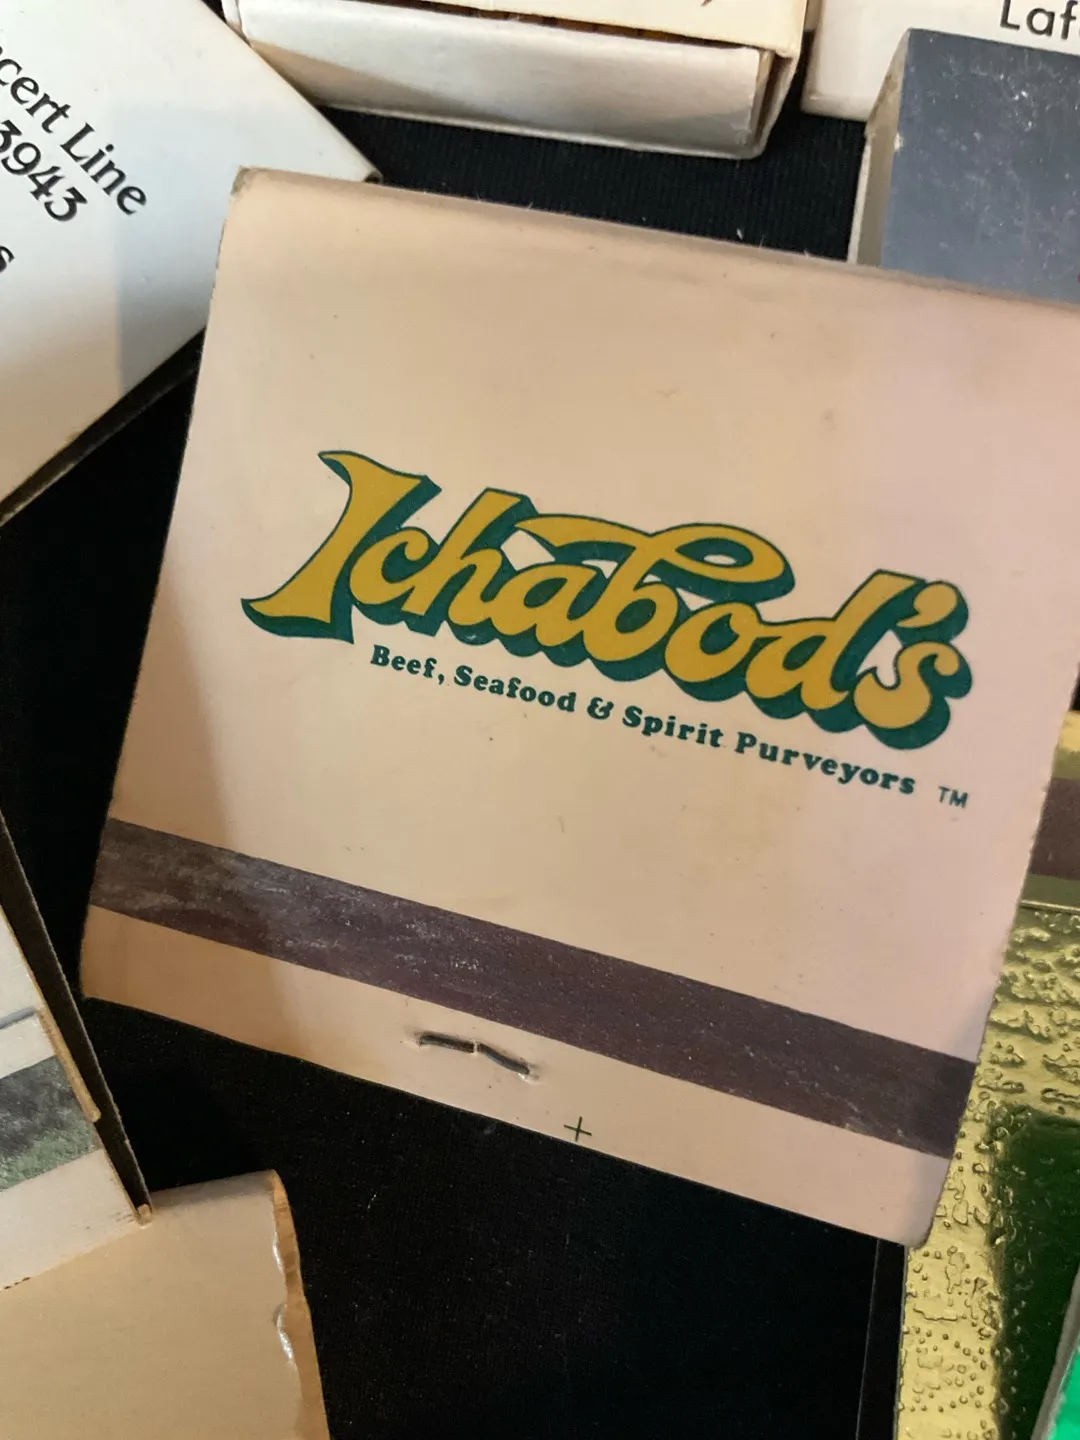 Laf
cert Line
3943
s
Ichabod's
Beef, Seafood & Spirit Purveyors ™